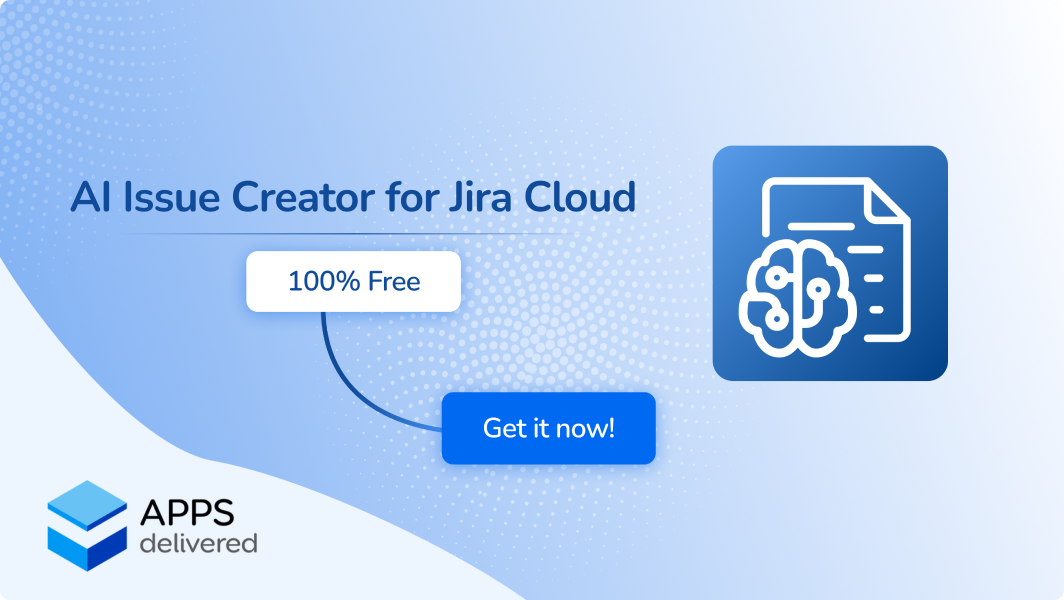 AI Issue Creator for Jira Cloud
100% Free
Get it now!
APPS
delivered